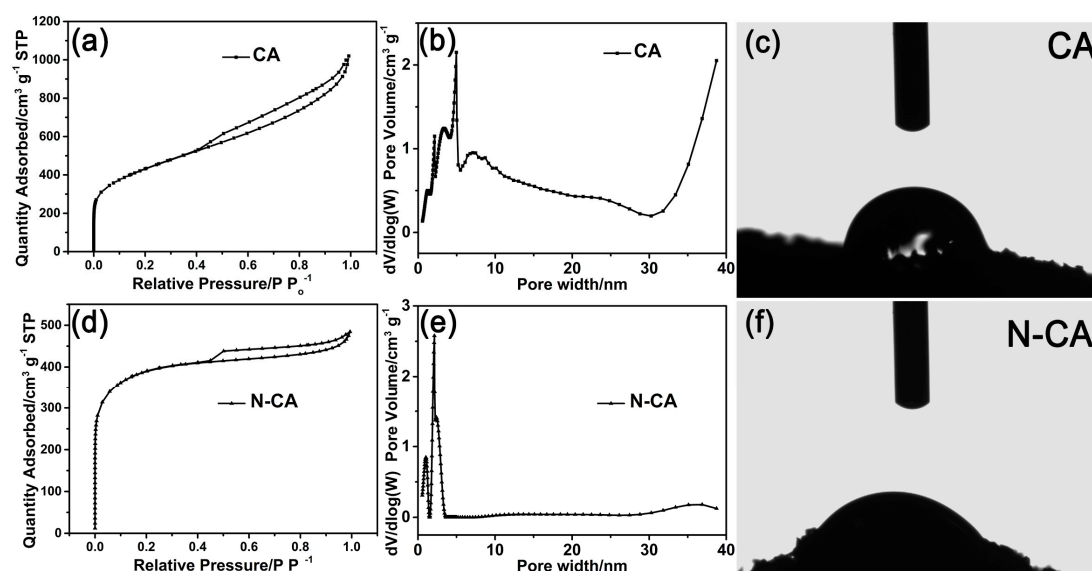 (a)
CA
Quantity Adsorbed/cm³ g⁻¹ STP
1200
1000
800
600
400
200
0
0.0 0.2 0.4 0.6 0.8 1.0
Relative Pressure/P Pₒ⁻¹
(b)
CA
dV/dlog(W) Pore Volume/cm³ g⁻¹
2
1
0
0 10 20 30 40
Pore width/nm
(c)
CA
(d)
N-CA
Quantity Adsorbed/cm³ g⁻¹ STP
500
400
300
200
100
0
0.0 0.2 0.4 0.6 0.8 1.0
Relative Pressure/P P ⁻¹
(e)
N-CA
dV/dlog(W) Pore Volume/cm³ g⁻¹
3
2
1
0
0 10 20 30 40
Pore width/nm
(f)
N-CA